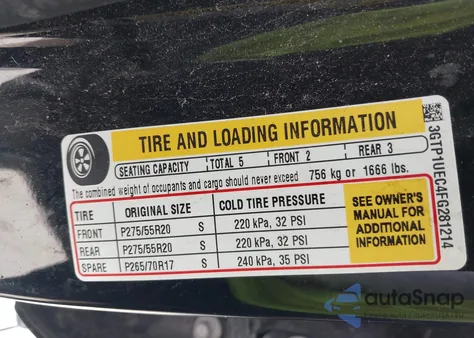 TIRE AND LOADING INFORMATION
SEATING CAPACITY TOTAL 5 FRONT 2 REAR 3
The combined weight of occupants and cargo should never exceed 756 kg or 1666 lbs.
TIRE ORIGINAL SIZE COLD TIRE PRESSURE
FRONT P275/55R20 S 220 kPa, 32 PSI
REAR P275/55R20 S 220 kPa, 32 PSI
SPARE P265/70R17 S 240 kPa, 35 PSI
SEE OWNER'S
MANUAL FOR
ADDITIONAL
INFORMATION
3GTP1UEC4FG281214
autoSnap